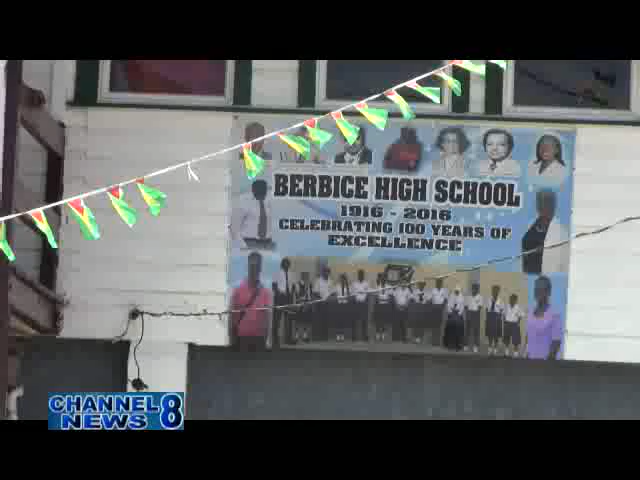 BERBICE HIGH SCHOOL
1916 - 2016
CELEBRATING 100 YEARS OF
EXCELLENCE
CHANNEL 8
NEWS